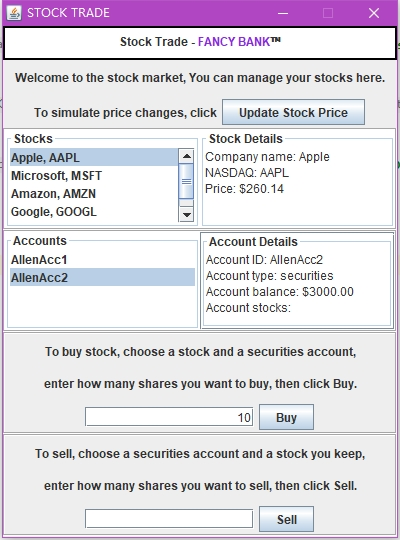 STOCK TRADE
Stock Trade - FANCY BANK™
Welcome to the stock market, You can manage your stocks here.
To simulate price changes, click
Update Stock Price
Stocks
Apple, AAPL
Microsoft, MSFT
Amazon, AMZN
Google, GOOGL
Stock Details
Company name: Apple
NASDAQ: AAPL
Price: $260.14
Accounts
AllenAcc1
AllenAcc2
Account Details
Account ID: AllenAcc2
Account type: securities
Account balance: $3000.00
Account stocks:
To buy stock, choose a stock and a securities account,
enter how many shares you want to buy, then click Buy.
10
Buy
To sell, choose a securities account and a stock you keep,
enter how many shares you want to sell, then click Sell.
Sell